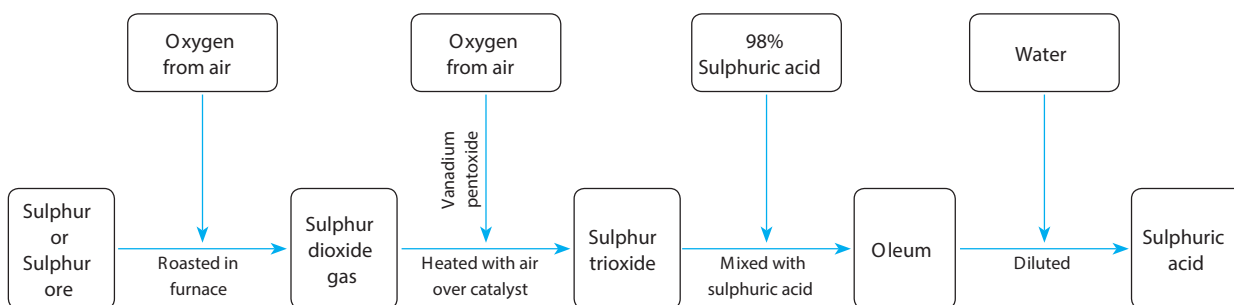 Oxygen
from air
Oxygen
from air
98%
Sulphuric acid
Water
Vanadium
pentoxide
Sulphur
or
Sulphur
ore
Roasted in
furnace
Sulphur
dioxide
gas
Heated with air
over catalyst
Sulphur
trioxide
Mixed with
sulphuric acid
Oleum
Diluted
Sulphuric
acid